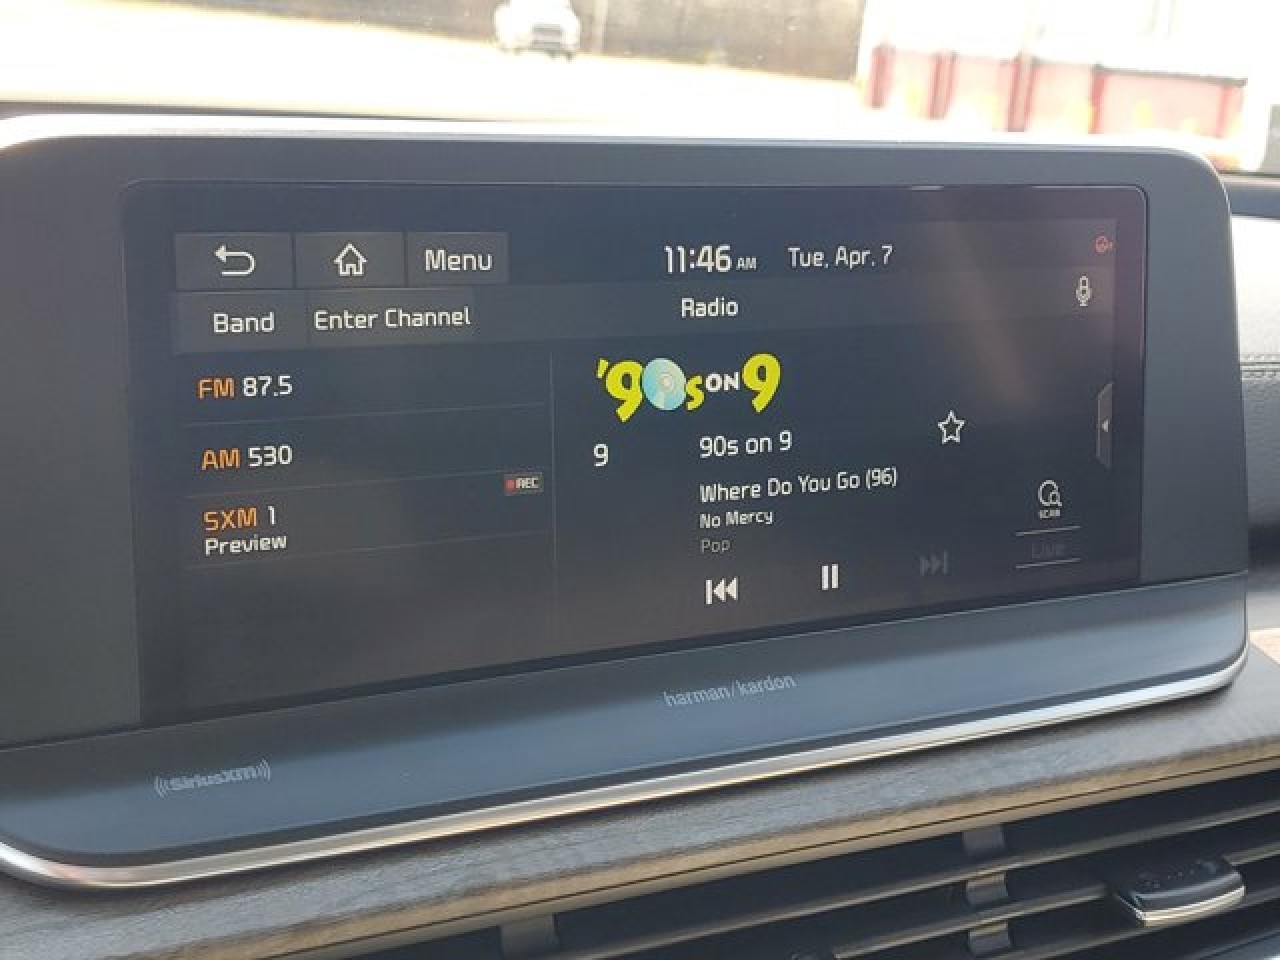 Menu
11:46 AM Tue, Apr. 7
Band Enter Channel
Radio
FM 87.5
AM 530
REC
SXM 1
Preview
'90s ON 9
9
90s on 9
Where Do You Go (96)
No Mercy
Pop
SCAN
Live
harman/kardon
((SiriusXM))